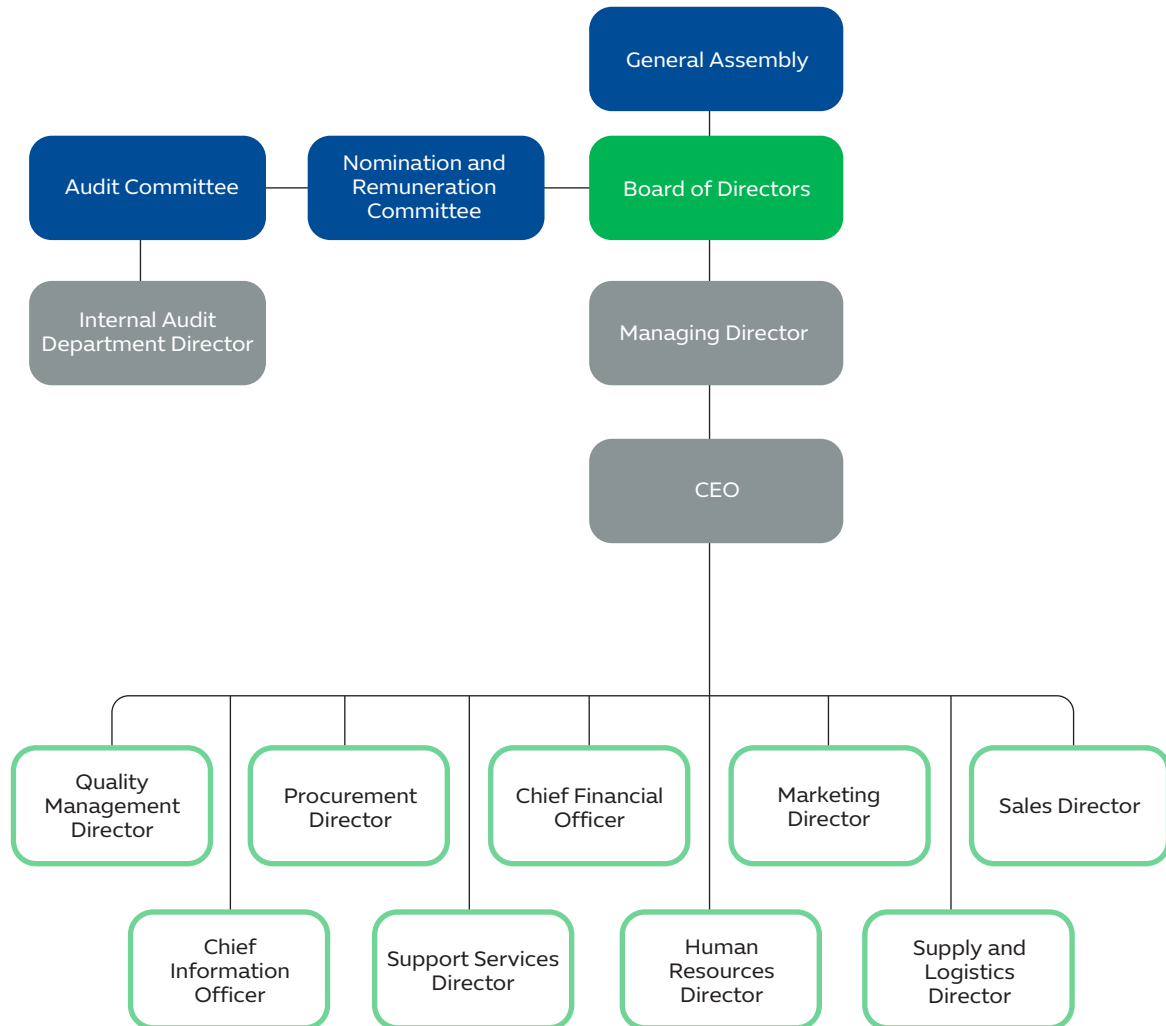 General Assembly
Audit Committee
Nomination and
Remuneration
Committee
Board of Directors
Internal Audit
Department Director
Managing Director
CEO
Quality
Management
Director
Procurement
Director
Chief Financial
Officer
Marketing
Director
Sales Director
Chief
Information
Officer
Support Services
Director
Human
Resources
Director
Supply and
Logistics
Director